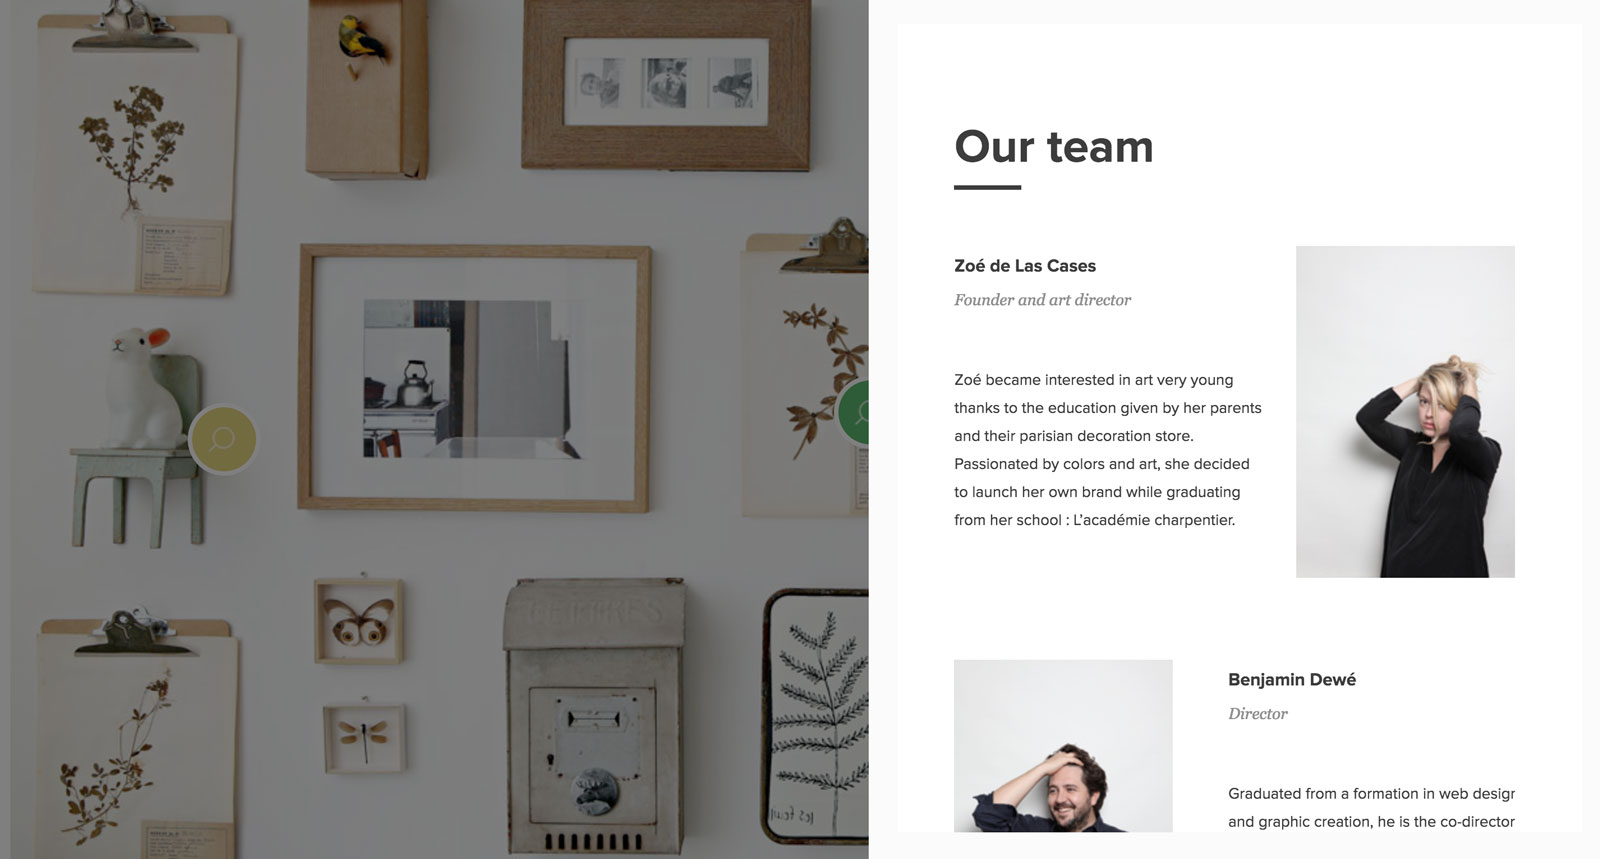 Our team
Zoé de Las Cases
Founder and art director
Zoé became interested in art very young
thanks to the education given by her parents
and their parisian decoration store.
Passionated by colors and art, she decided
to launch her own brand while graduating
from her school : L’académie charpentier.
Benjamin Dewé
Director
Graduated from a formation in web design
and graphic creation, he is the co-director
LETTRES